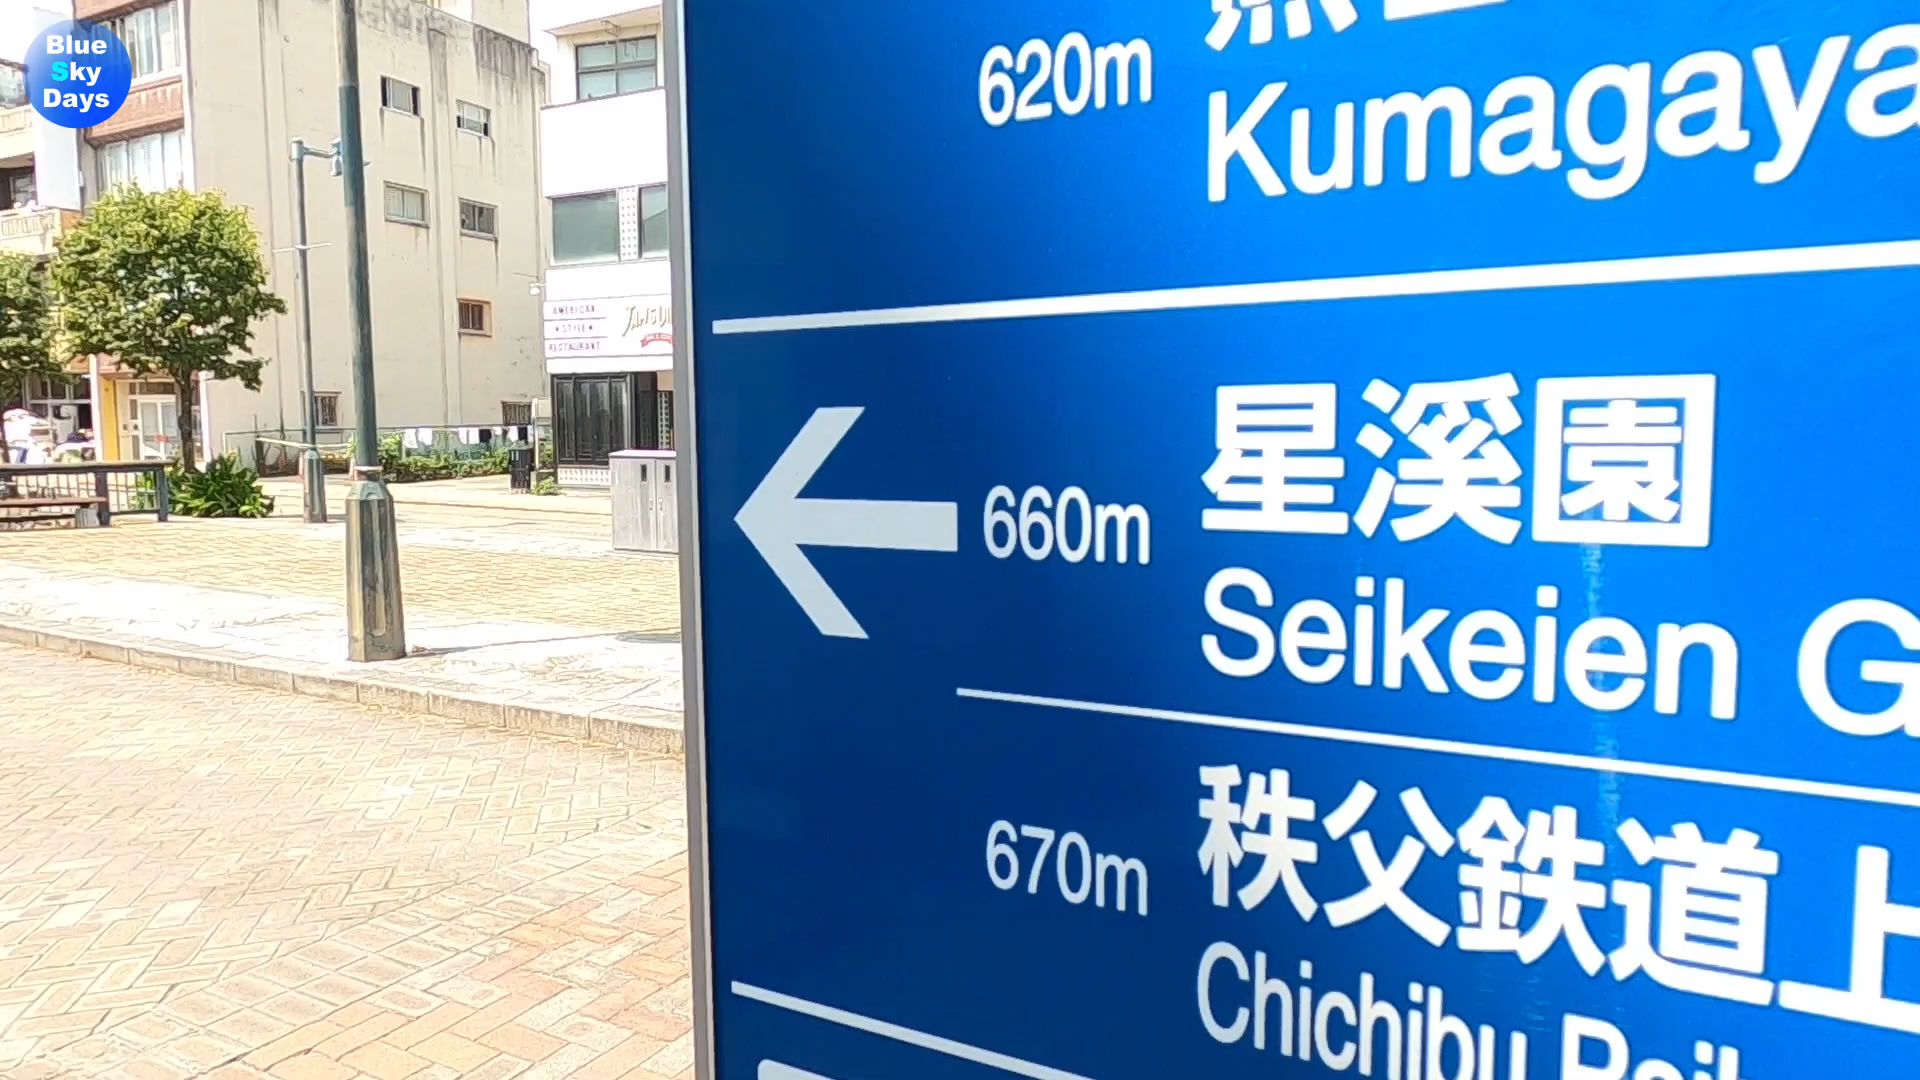 Blue
Sky
Days
620m
Kumagaya
AMERICAN
★STYLE★
RESTAURANT
660m
星溪園
Seikeien G
670m
秩父鉄道上
Chichibu